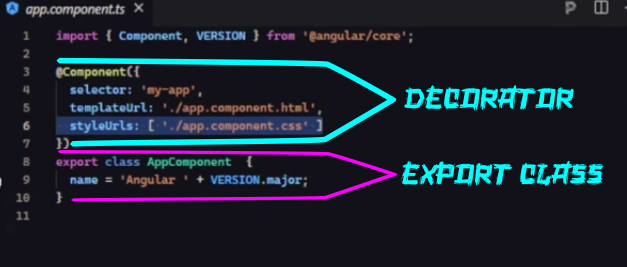 app.component.ts ×
1 import { Component, VERSION } from '@angular/core';
2
3 @Component({
4 selector: 'my-app',
5 templateUrl: './app.component.html',
6 styleUrls: [ './app.component.css' ]
7 })
8 export class AppComponent {
9 name = 'Angular ' + VERSION.major;
10 }
11
DECORATOR
EXPORT CLASS